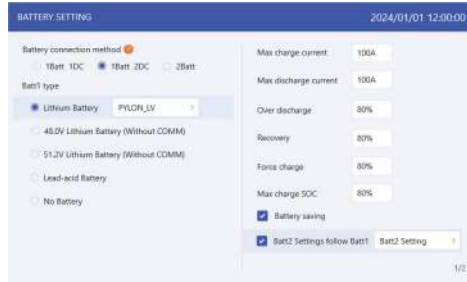 BATTERY SETTING
2024/01/01 12:00:00
Battery connection method
1Batt 1DC
1Batt 2DC
2Batt
Batt1 type
Lithium Battery
PYLON_LV
48.0V Lithium Battery (Without COMM)
51.2V Lithium Battery (Without COMM)
Lead-acid Battery
No Battery
Max charge current
100A
Max discharge current
100A
Over discharge
80%
Recovery
80%
Force charge
80%
Max charge SOC
80%
Battery saving
Batt2 Settings follow Batt1
Batt2 Setting